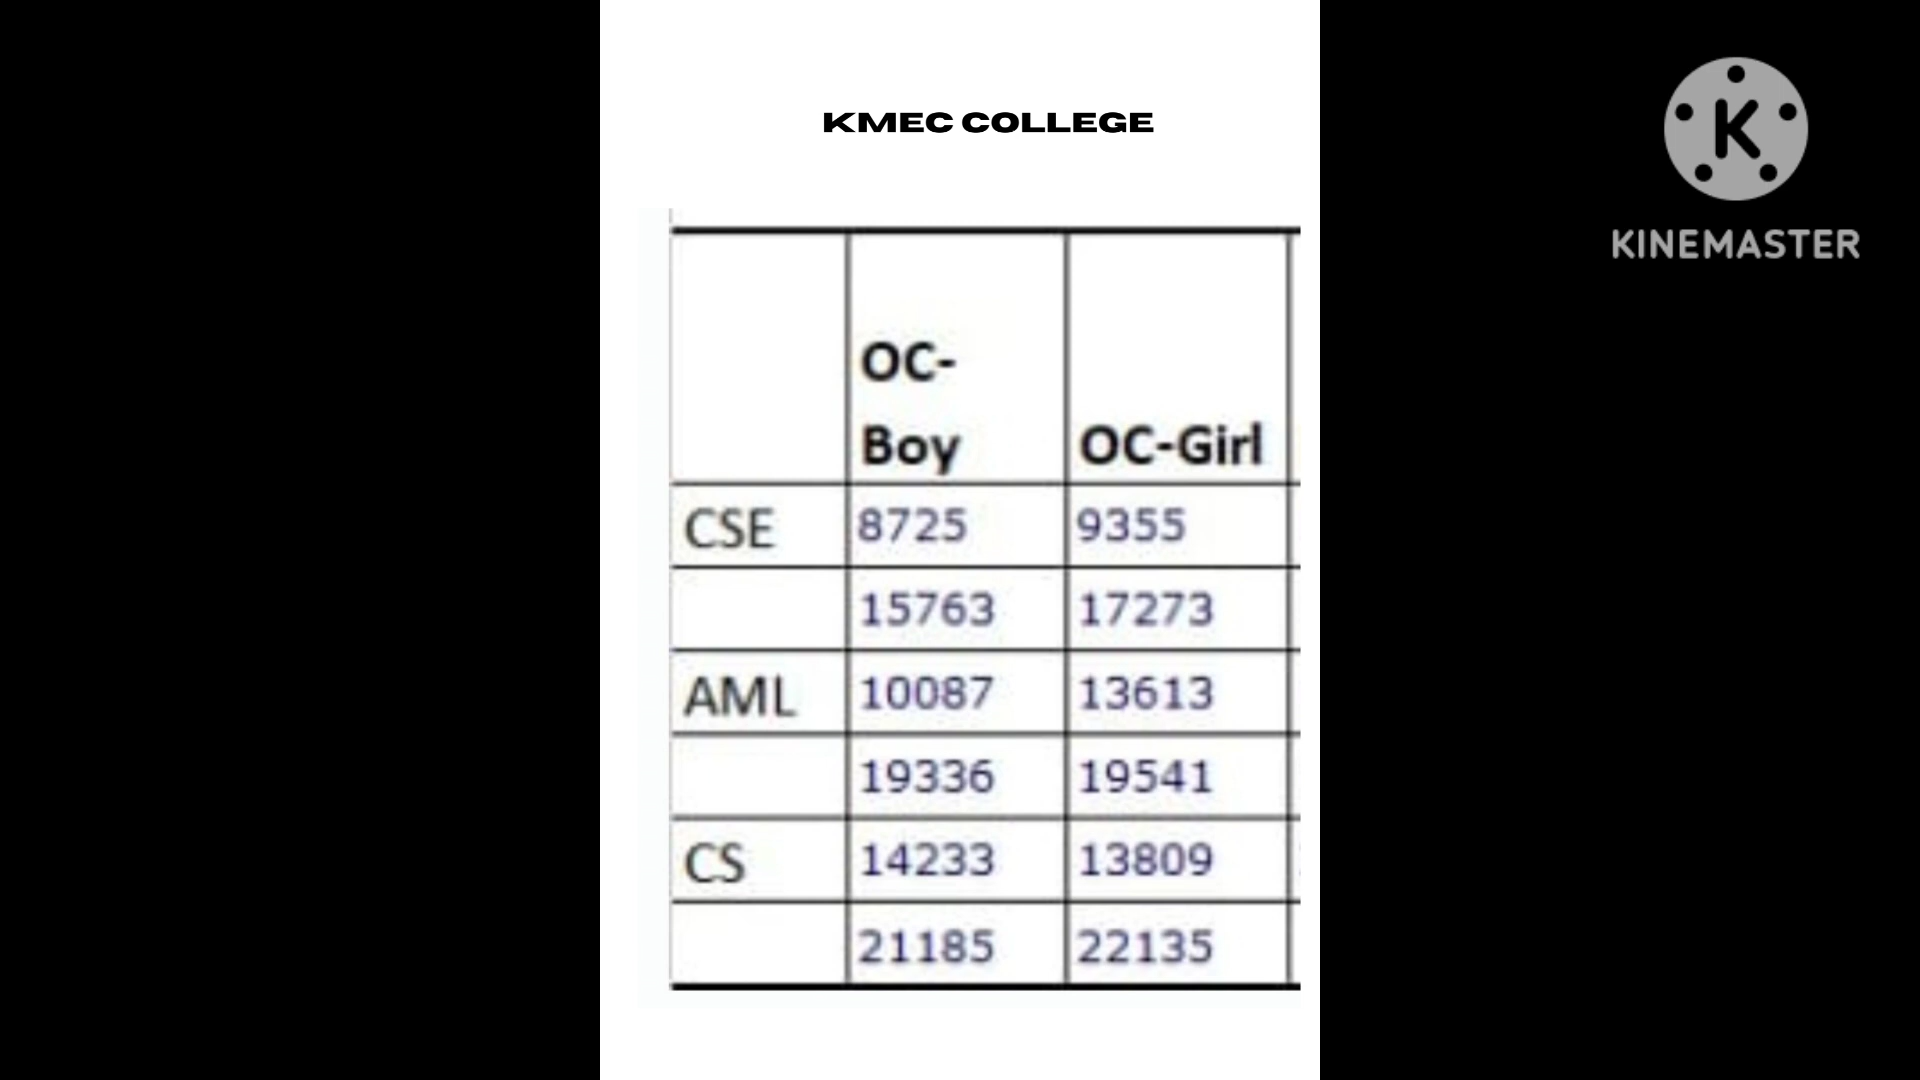 KMEC COLLEGE
K
KINEMASTER
OC-
Boy OC-Girl
CSE 8725 9355
15763 17273
AML 10087 13613
19336 19541
CS 14233 13809
21185 22135